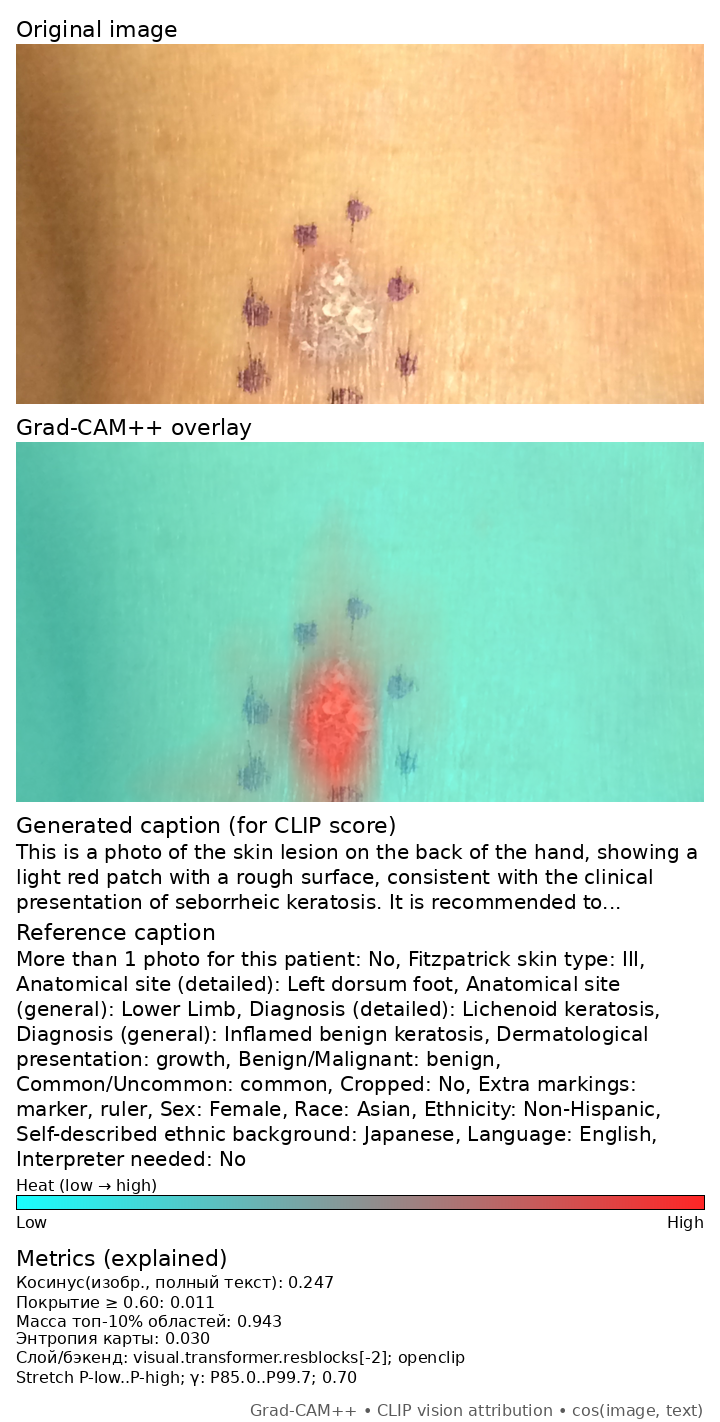 Original image
Grad-CAM++ overlay
Generated caption (for CLIP score)
This is a photo of the skin lesion on the back of the hand, showing a
light red patch with a rough surface, consistent with the clinical
presentation of seborrheic keratosis. It is recommended to...
Reference caption
More than 1 photo for this patient: No, Fitzpatrick skin type: III,
Anatomical site (detailed): Left dorsum foot, Anatomical site
(general): Lower Limb, Diagnosis (detailed): Lichenoid keratosis,
Diagnosis (general): Inflamed benign keratosis, Dermatological
presentation: growth, Benign/Malignant: benign,
Common/Uncommon: common, Cropped: No, Extra markings:
marker, ruler, Sex: Female, Race: Asian, Ethnicity: Non-Hispanic,
Self-described ethnic background: Japanese, Language: English,
Interpreter needed: No
Heat (low → high)
Low High
Metrics (explained)
Косинус(изобр., полный текст): 0.247
Покрытие ≥ 0.60: 0.011
Масса топ-10% областей: 0.943
Энтропия карты: 0.030
Слой/бэкенд: visual.transformer.resblocks[-2]; openclip
Stretch P-low..P-high; γ: P85.0..P99.7; 0.70
Grad-CAM++ • CLIP vision attribution • cos(image, text)